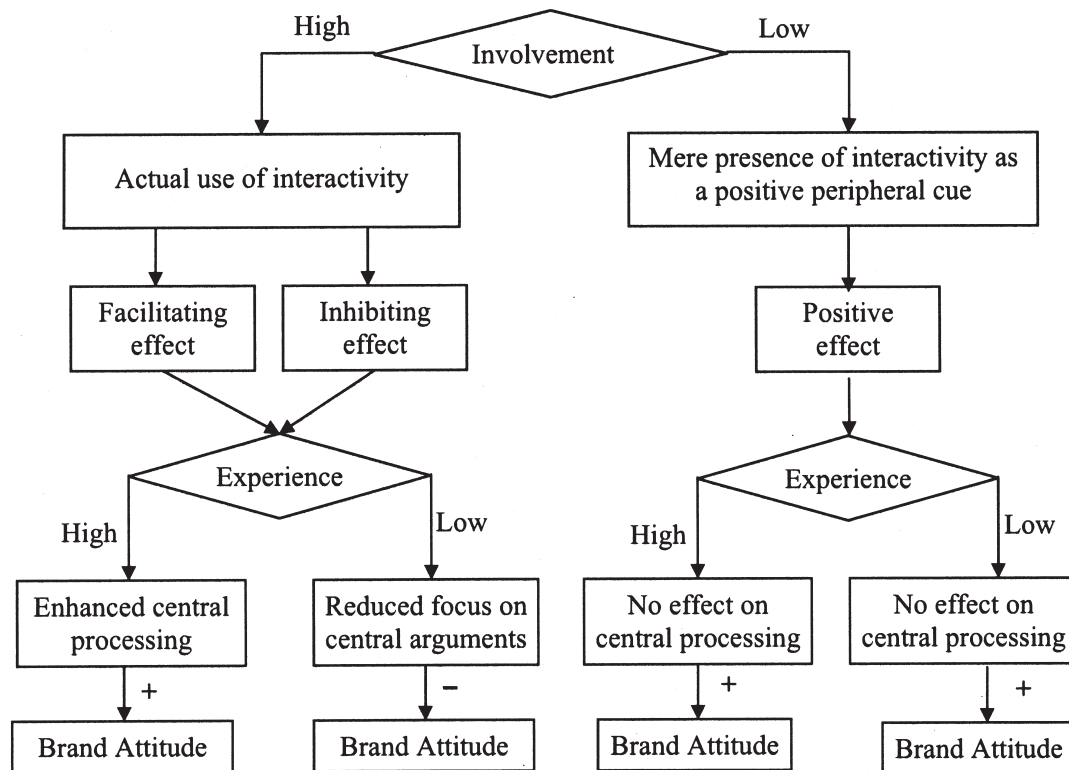 High
Involvement
Low
Actual use of interactivity
Mere presence of interactivity as
a positive peripheral cue
Facilitating
effect
Inhibiting
effect
Positive
effect
Experience
Experience
High
Low
High
Low
Enhanced central
processing
Reduced focus on
central arguments
No effect on
central processing
No effect on
central processing
+
−
+
+
Brand Attitude
Brand Attitude
Brand Attitude
Brand Attitude